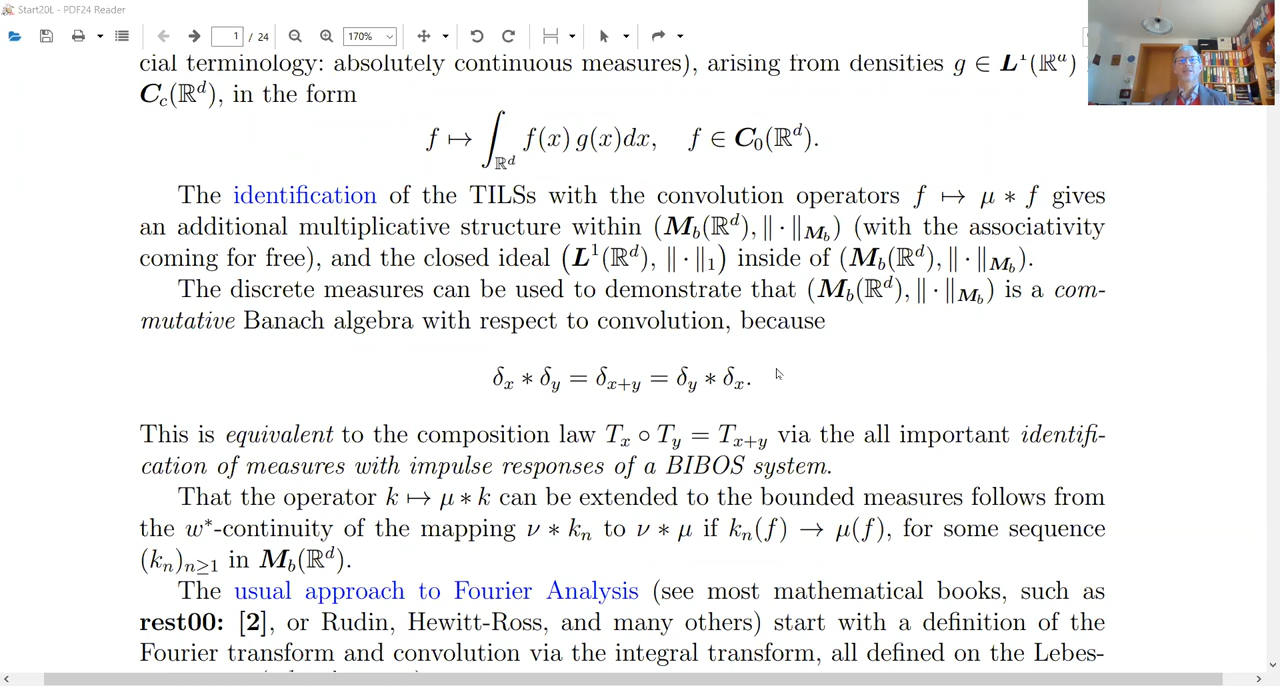 Start20L - PDF24 Reader
1 / 24 170%
cial terminology: absolutely continuous measures), arising from densities g ∈ L¹(ℝᵈ)
C_c(ℝᵈ), in the form
f ↦ ∫_{ℝᵈ} f(x) g(x)dx, f ∈ C₀(ℝᵈ).
The identification of the TILSs with the convolution operators f ↦ μ * f gives
an additional multiplicative structure within (M_b(ℝᵈ), ‖·‖_{M_b}) (with the associativity
coming for free), and the closed ideal (L¹(ℝᵈ), ‖·‖₁) inside of (M_b(ℝᵈ), ‖·‖_{M_b}).
The discrete measures can be used to demonstrate that (M_b(ℝᵈ), ‖·‖_{M_b}) is a com-
mutative Banach algebra with respect to convolution, because
δ_x * δ_y = δ_{x+y} = δ_y * δ_x.
This is equivalent to the composition law T_x ∘ T_y = T_{x+y} via the all important identifi-
cation of measures with impulse responses of a BIBOS system.
That the operator k ↦ μ * k can be extended to the bounded measures follows from
the w*-continuity of the mapping ν * k_n to ν * μ if k_n(f) → μ(f), for some sequence
(k_n)_{n≥1} in M_b(ℝᵈ).
The usual approach to Fourier Analysis (see most mathematical books, such as
rest00: [2], or Rudin, Hewitt-Ross, and many others) start with a definition of the
Fourier transform and convolution via the integral transform, all defined on the Lebes-